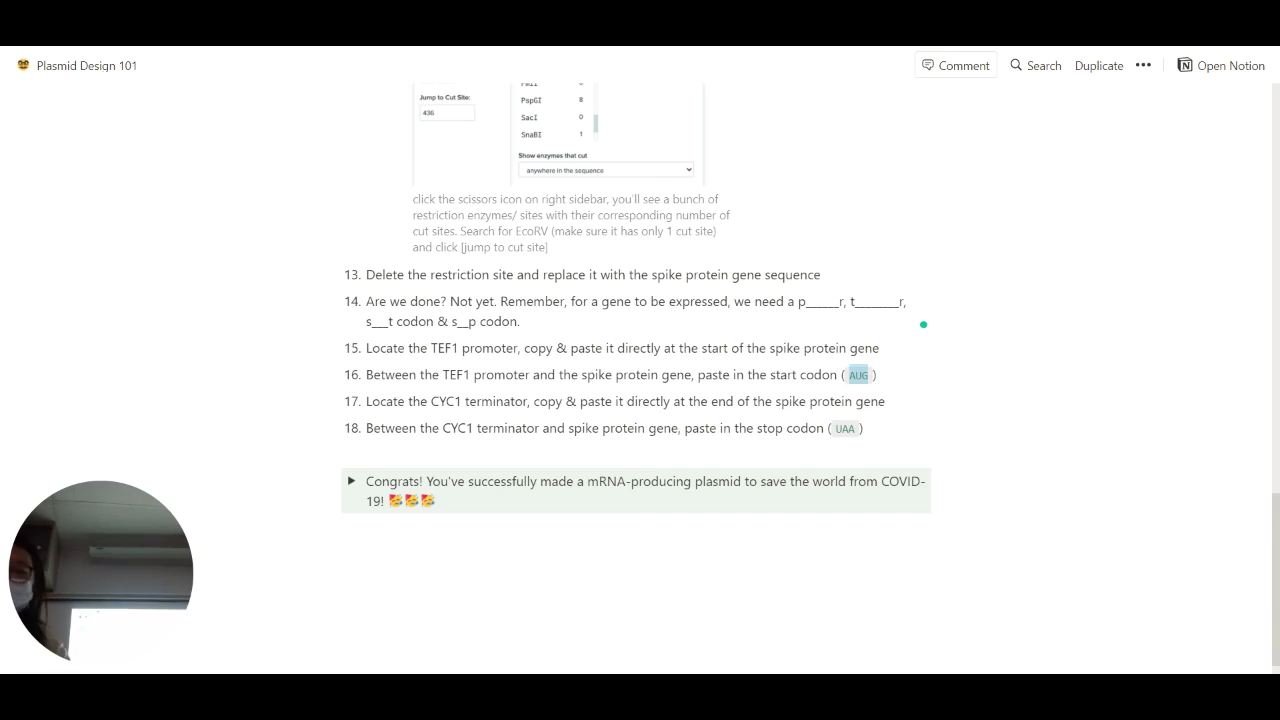 Plasmid Design 101
Comment
Search
Duplicate
Open Notion
Jump to Cut Site:
436
PspGI 8
SacI 0
SnaBI 1
Show enzymes that cut
anywhere in the sequence
click the scissors icon on right sidebar, you'll see a bunch of
restriction enzymes/ sites with their corresponding number of
cut sites. Search for EcoRV (make sure it has only 1 cut site)
and click [jump to cut site]
13. Delete the restriction site and replace it with the spike protein gene sequence
14. Are we done? Not yet. Remember, for a gene to be expressed, we need a p______r, t________r,
s___t codon & s__p codon.
15. Locate the TEF1 promoter, copy & paste it directly at the start of the spike protein gene
16. Between the TEF1 promoter and the spike protein gene, paste in the start codon ( AUG )
17. Locate the CYC1 terminator, copy & paste it directly at the end of the spike protein gene
18. Between the CYC1 terminator and spike protein gene, paste in the stop codon ( UAA )
Congrats! You've successfully made a mRNA-producing plasmid to save the world from COVID-
19! 🥰🥰🥰